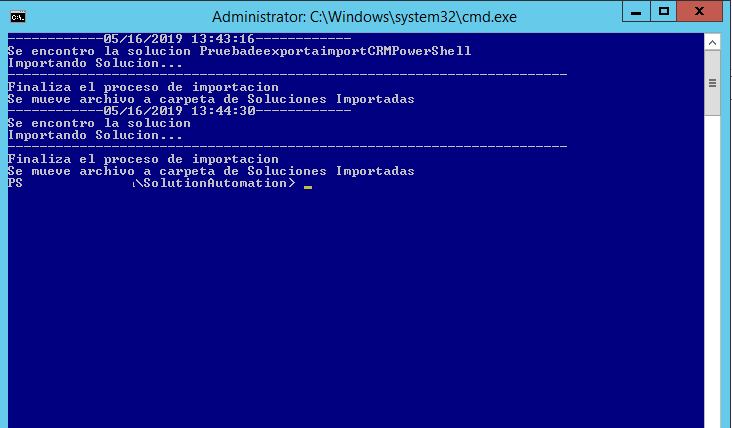 Administrator: C:\Windows\system32\cmd.exe
------------05/16/2019 13:43:16------------
Se encontro la solucion PruebadeexportaimportCRMPowerShell
Importando Solucion...
----------------------------------------------------------------------
Finaliza el proceso de importacion
Se mueve archivo a carpeta de Soluciones Importadas
------------05/16/2019 13:44:30------------
Se encontro la solucion
Importando Solucion...
----------------------------------------------------------------------
Finaliza el proceso de importacion
Se mueve archivo a carpeta de Soluciones Importadas
PS \SolutionAutomation>